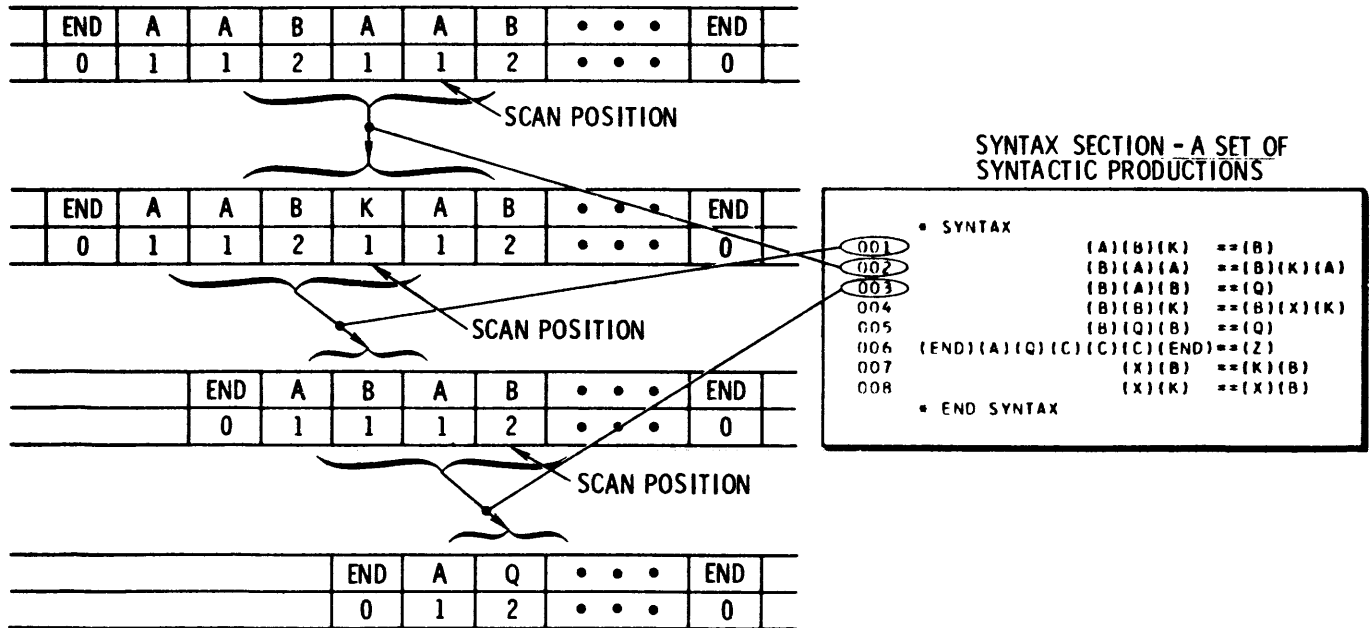 END A A B A A B • • • END
0 1 1 2 1 1 2 • • • 0
SCAN POSITION
END A A B K A B • • • END
0 1 1 2 1 1 2 • • • 0
SCAN POSITION
END A B A B • • • END
0 1 1 1 2 • • • 0
SCAN POSITION
END A Q • • • END
0 1 2 • • • 0
SYNTAX SECTION - A SET OF
SYNTACTIC PRODUCTIONS
* SYNTAX
001 (A)(B)(K) ==(B)
002 (B)(A)(A) ==(B)(K)(A)
003 (B)(A)(B) ==(Q)
004 (B)(B)(K) ==(B)(X)(K)
005 (B)(Q)(B) ==(Q)
006 (END)(A)(Q)(C)(C)(C)(END)==(Z)
007 (X)(B) ==(K)(B)
008 (X)(K) ==(X)(B)
* END SYNTAX